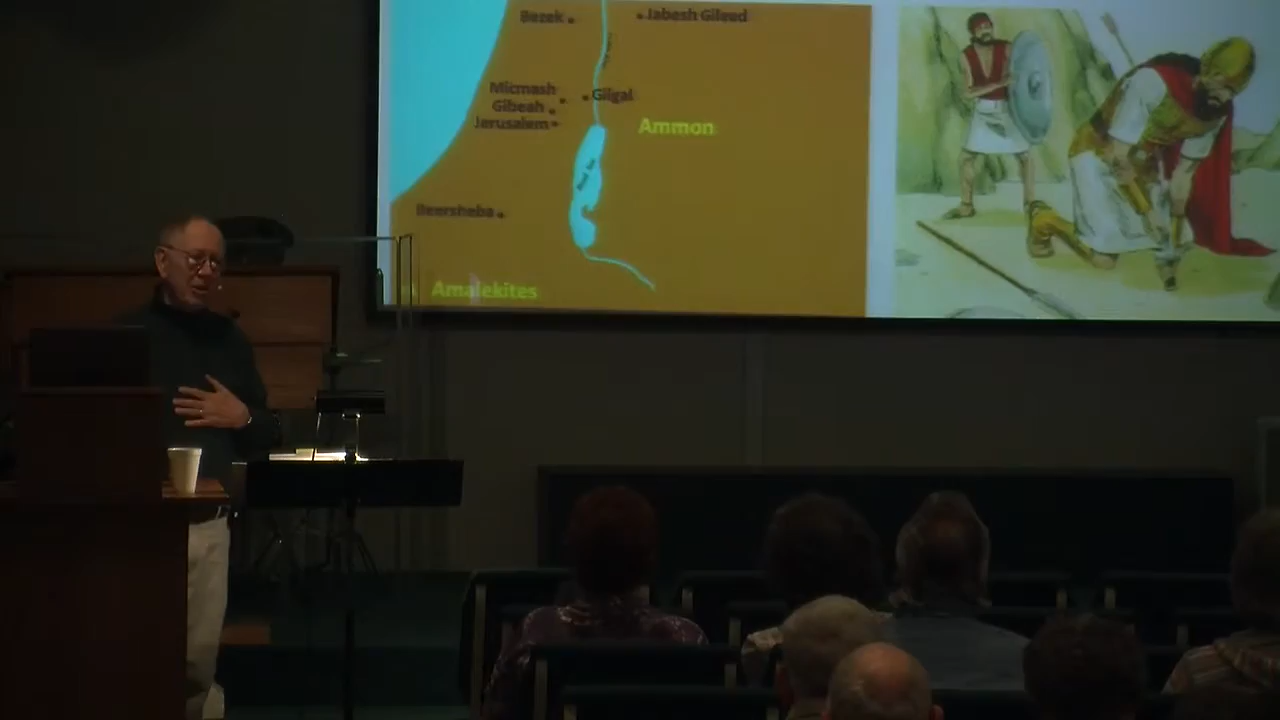 Bezek
Jabesh Gilead
Micmash
Gilgal
Gibeah
Jerusalem
Ammon
Beersheba
Amalekites